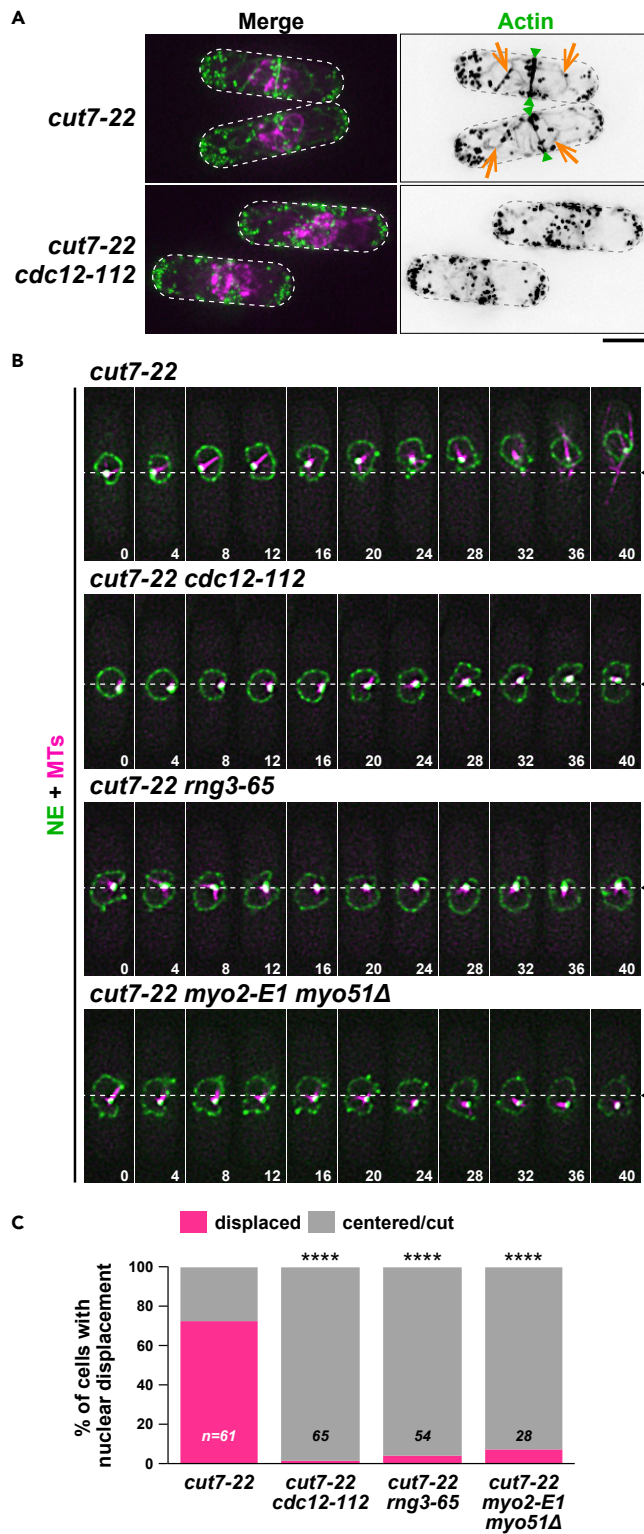 A
Merge
Actin
cut7-22
cut7-22
cdc12-112
B
NE + MTs
cut7-22
0 4 8 12 16 20 24 28 32 36 40
cut7-22 cdc12-112
0 4 8 12 16 20 24 28 32 36 40
cut7-22 rng3-65
0 4 8 12 16 20 24 28 32 36 40
cut7-22 myo2-E1 myo51Δ
0 4 8 12 16 20 24 28 32 36 40
C
displaced centered/cut
% of cells with
nuclear displacement
100
80
60
40
20
0
**** **** ****
n=61 65 54 28
cut7-22
cut7-22
cdc12-112
cut7-22
rng3-65
cut7-22
myo2-E1
myo51Δ